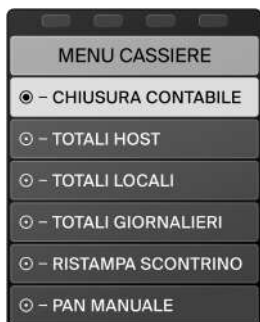 MENU CASSIERE
– CHIUSURA CONTABILE
– TOTALI HOST
– TOTALI LOCALI
– TOTALI GIORNALIERI
– RISTAMPA SCONTRINO
– PAN MANUALE